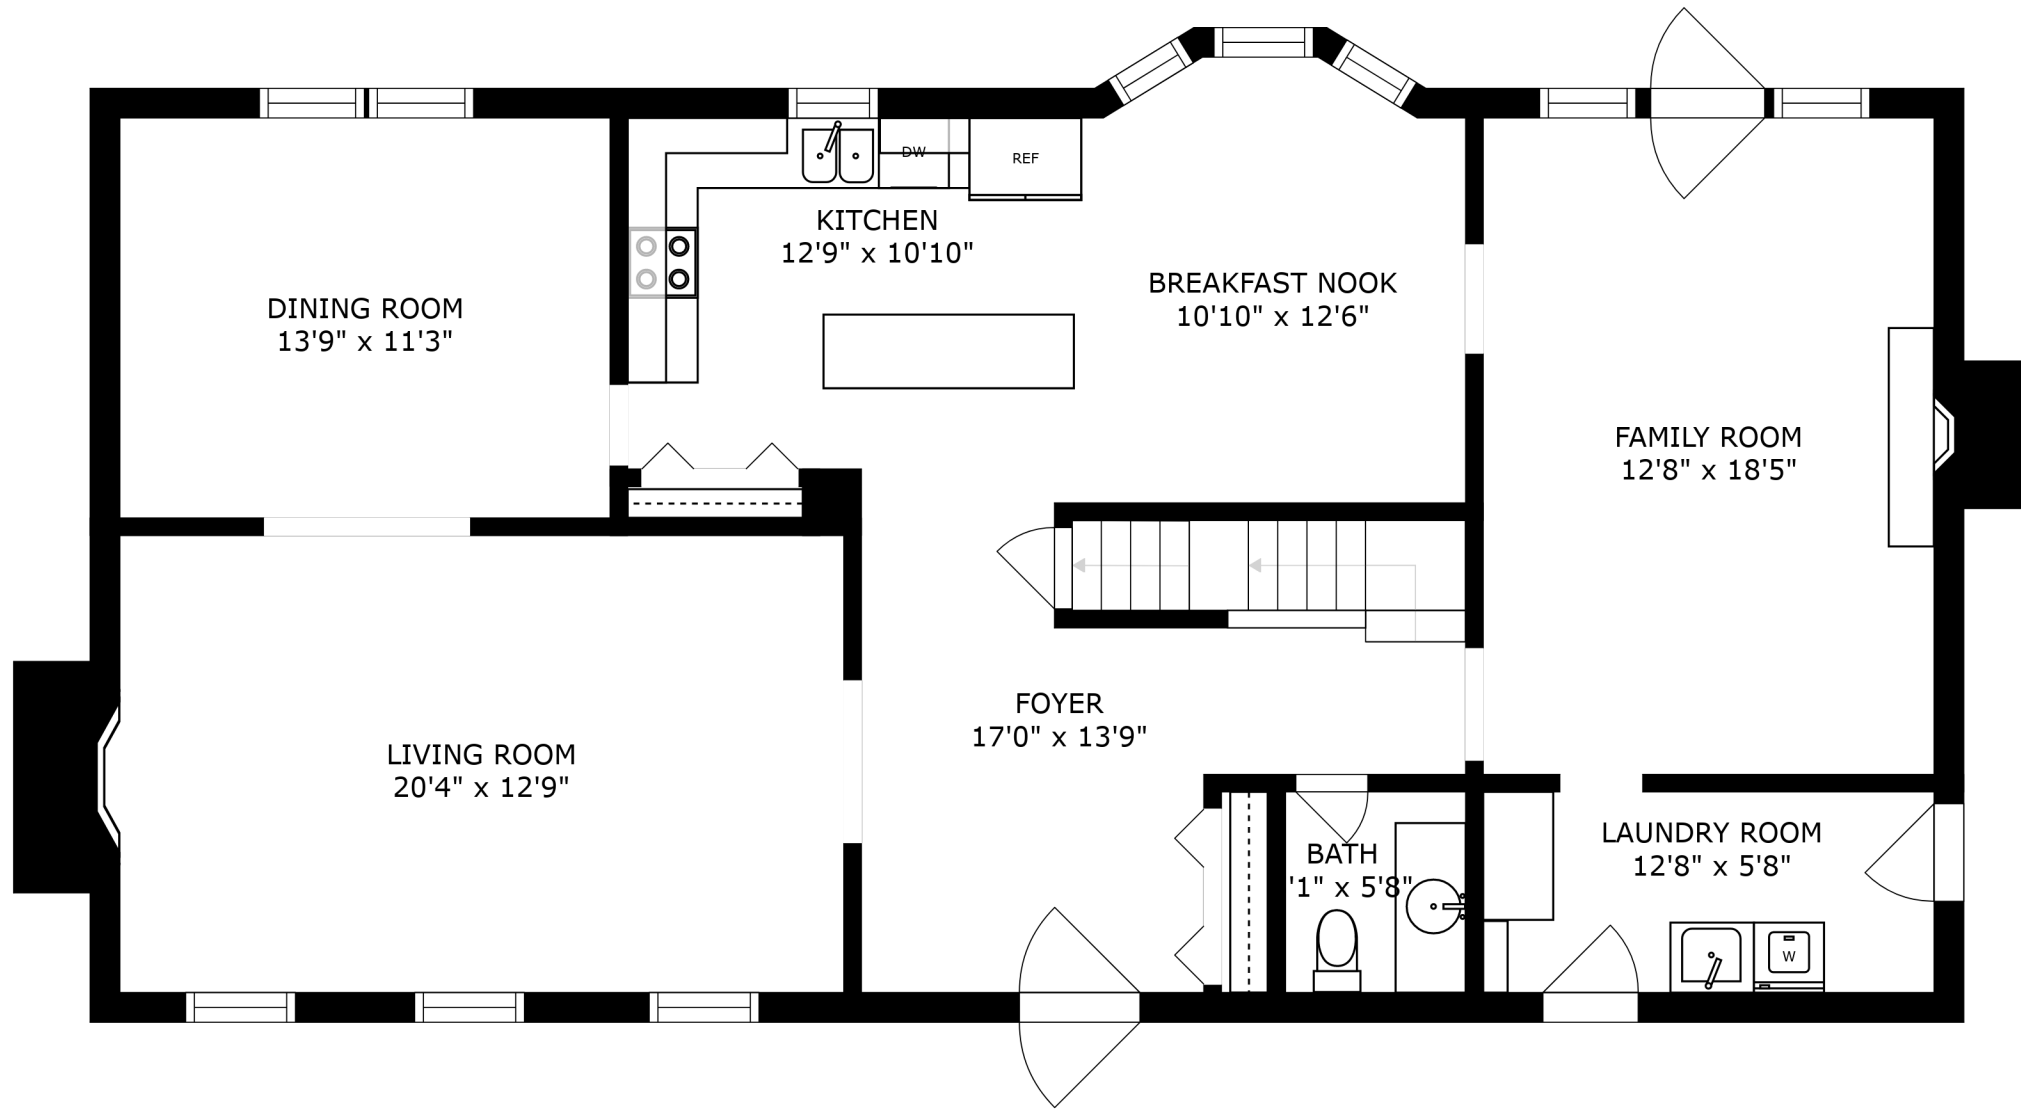 DW
REF
KITCHEN
12'9" x 10'10"
BREAKFAST NOOK
10'10" x 12'6"
DINING ROOM
13'9" x 11'3"
FAMILY ROOM
12'8" x 18'5"
FOYER
17'0" x 13'9"
LIVING ROOM
20'4" x 12'9"
LAUNDRY ROOM
12'8" x 5'8"
BATH
'1" x 5'8"
W